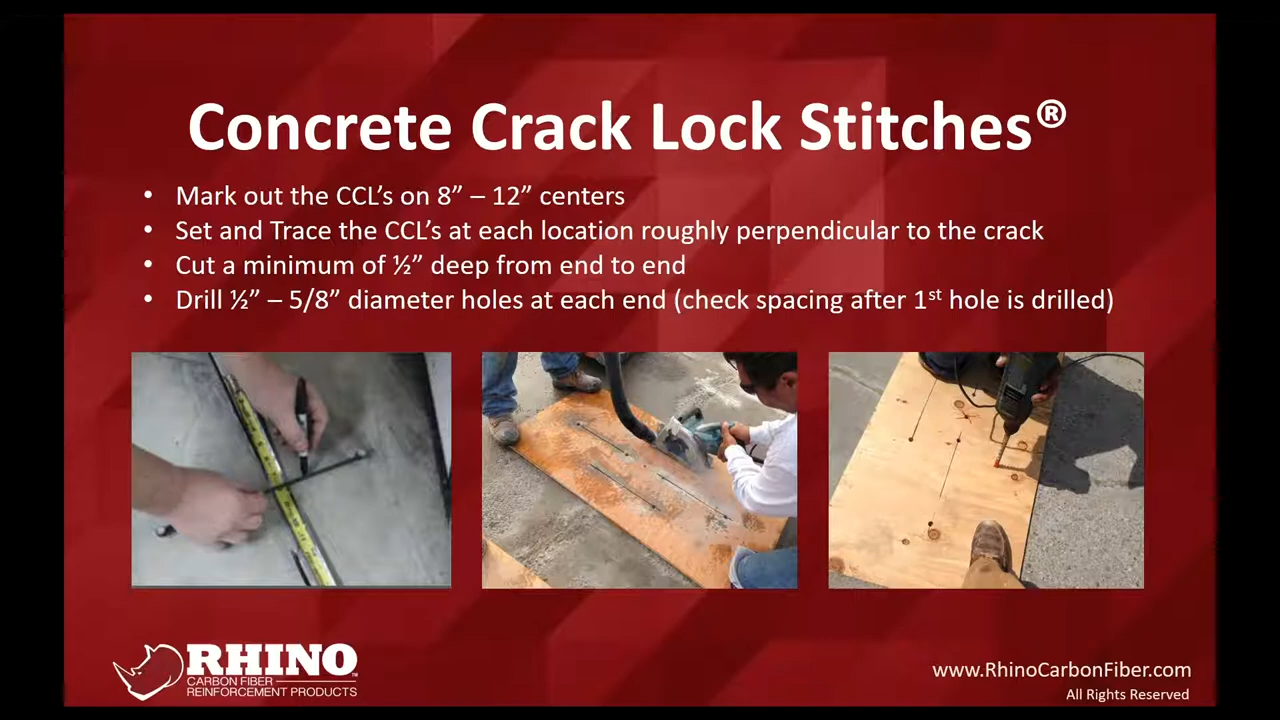 Concrete Crack Lock Stitches®
• Mark out the CCL’s on 8” – 12” centers
• Set and Trace the CCL’s at each location roughly perpendicular to the crack
• Cut a minimum of ½” deep from end to end
• Drill ½” – 5/8” diameter holes at each end (check spacing after 1st hole is drilled)
RHINO™
CARBON FIBER
REINFORCEMENT PRODUCTS
www.RhinoCarbonFiber.com
All Rights Reserved